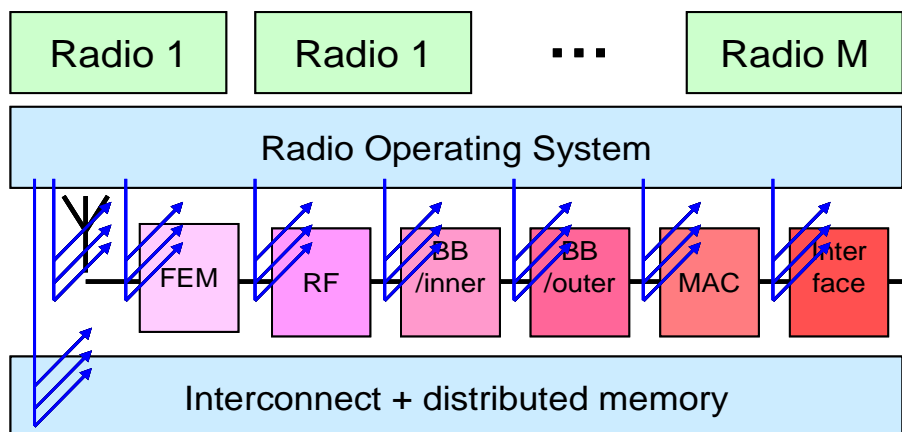 Radio 1
Radio 1
...
Radio M
Radio Operating System
FEM
RF
BB
/inner
BB
/outer
MAC
Inter
face
Interconnect + distributed memory